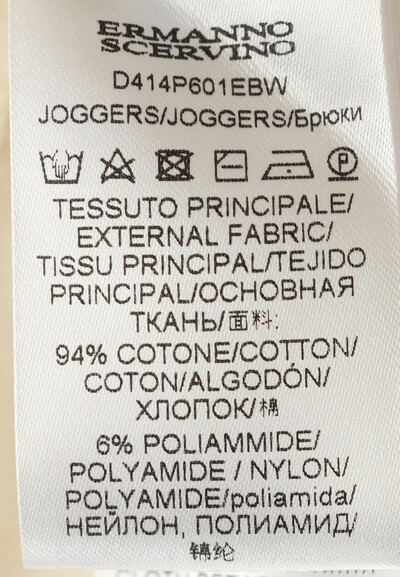 ERMANNO
SCERVINO
D414P601EBW
JOGGERS/JOGGERS/Брюки
P
TESSUTO PRINCIPALE/
EXTERNAL FABRIC/
TISSU PRINCIPAL/TEJIDO
PRINCIPAL/ОСНОВНАЯ
ТКАНЬ/面料:
94% COTONE/COTTON/
COTON/ALGODÓN/
ХЛОПОК/棉
6% POLIAMMIDE/
POLYAMIDE / NYLON/
POLYAMIDE/poliamida/
НЕЙЛОН, ПОЛИАМИД/
锦纶